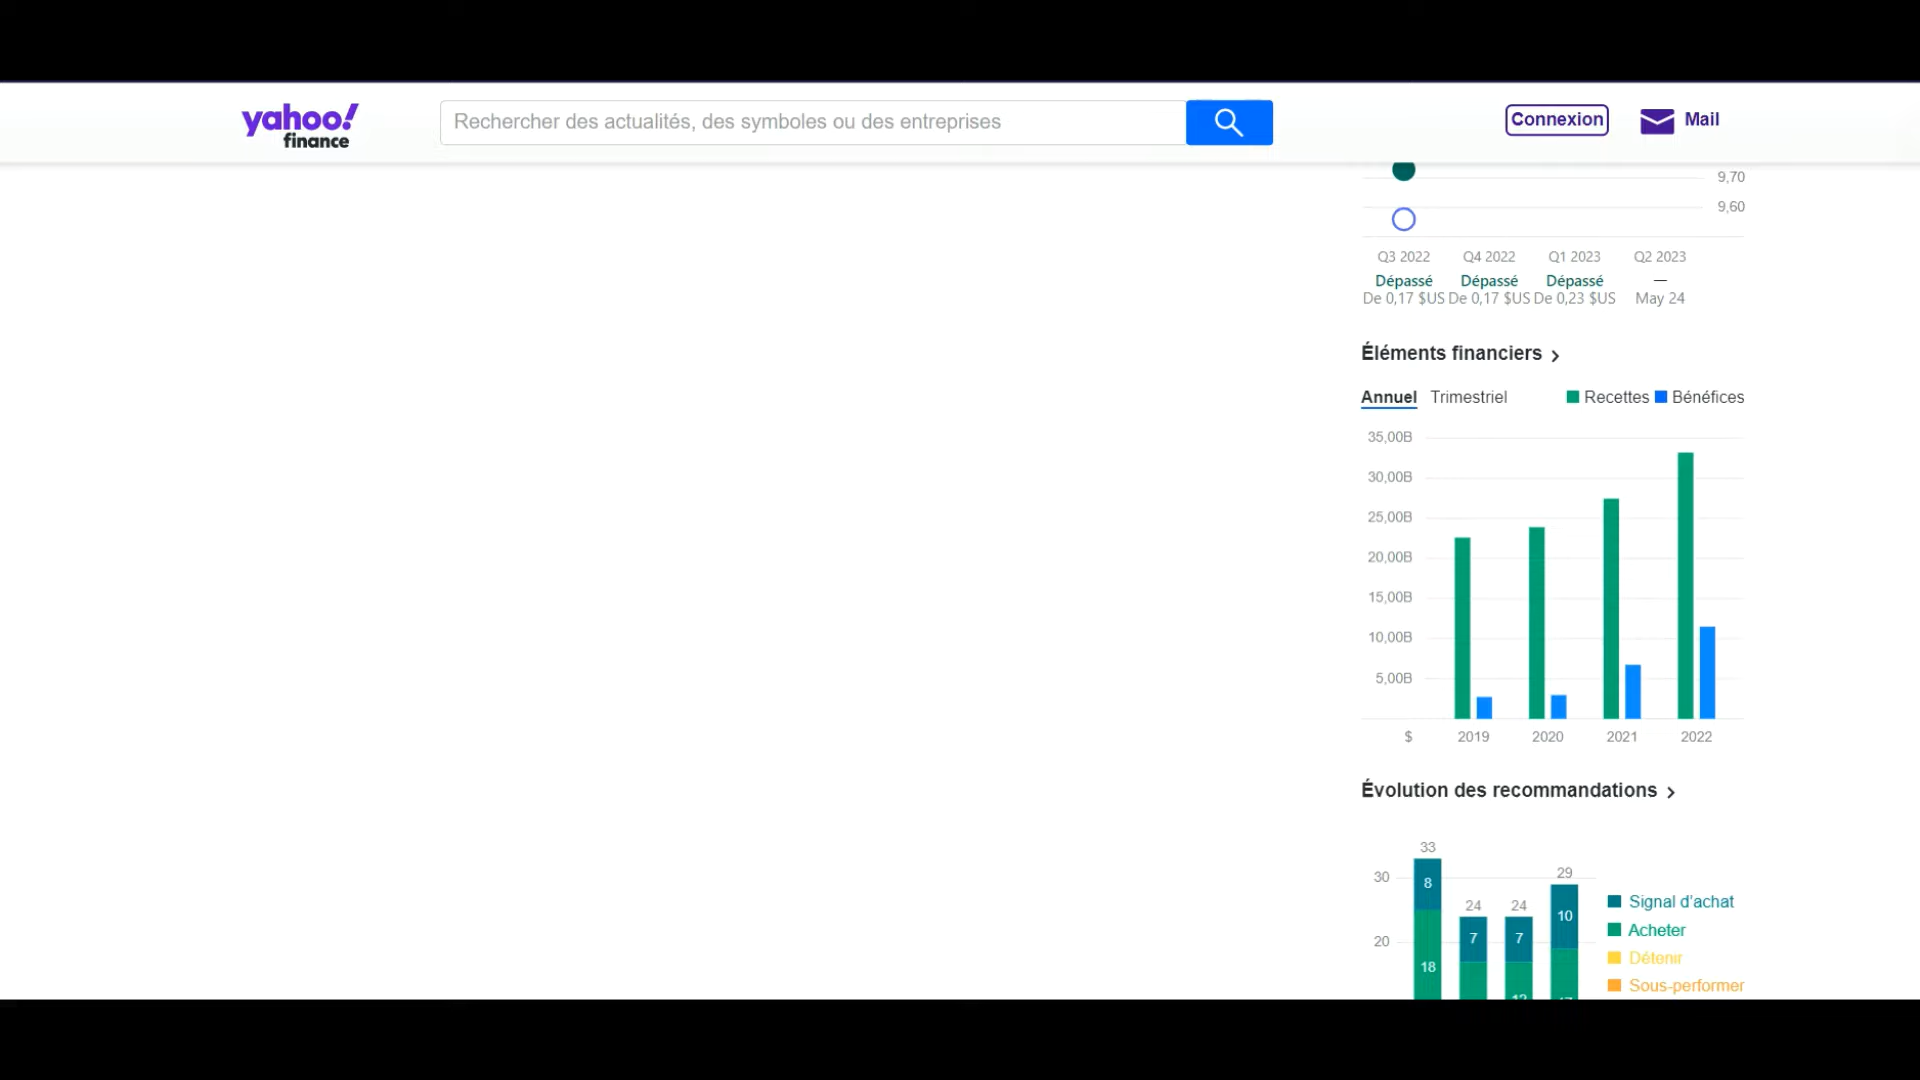 yahoo!
finance
Rechercher des actualités, des symboles ou des entreprises
Connexion
Mail
9,70
9,60
Q3 2022 Q4 2022 Q1 2023 Q2 2023
Dépassé Dépassé Dépassé —
De 0,17 $US De 0,17 $US De 0,23 $US May 24
Éléments financiers
Annuel Trimestriel Recettes Bénéfices
35,00B
30,00B
25,00B
20,00B
15,00B
10,00B
5,00B
$ 2019 2020 2021 2022
Évolution des recommandations
33
30
8
29
24
24
10
7
7
20
18
Signal d'achat
Acheter
Détenir
Sous-performer